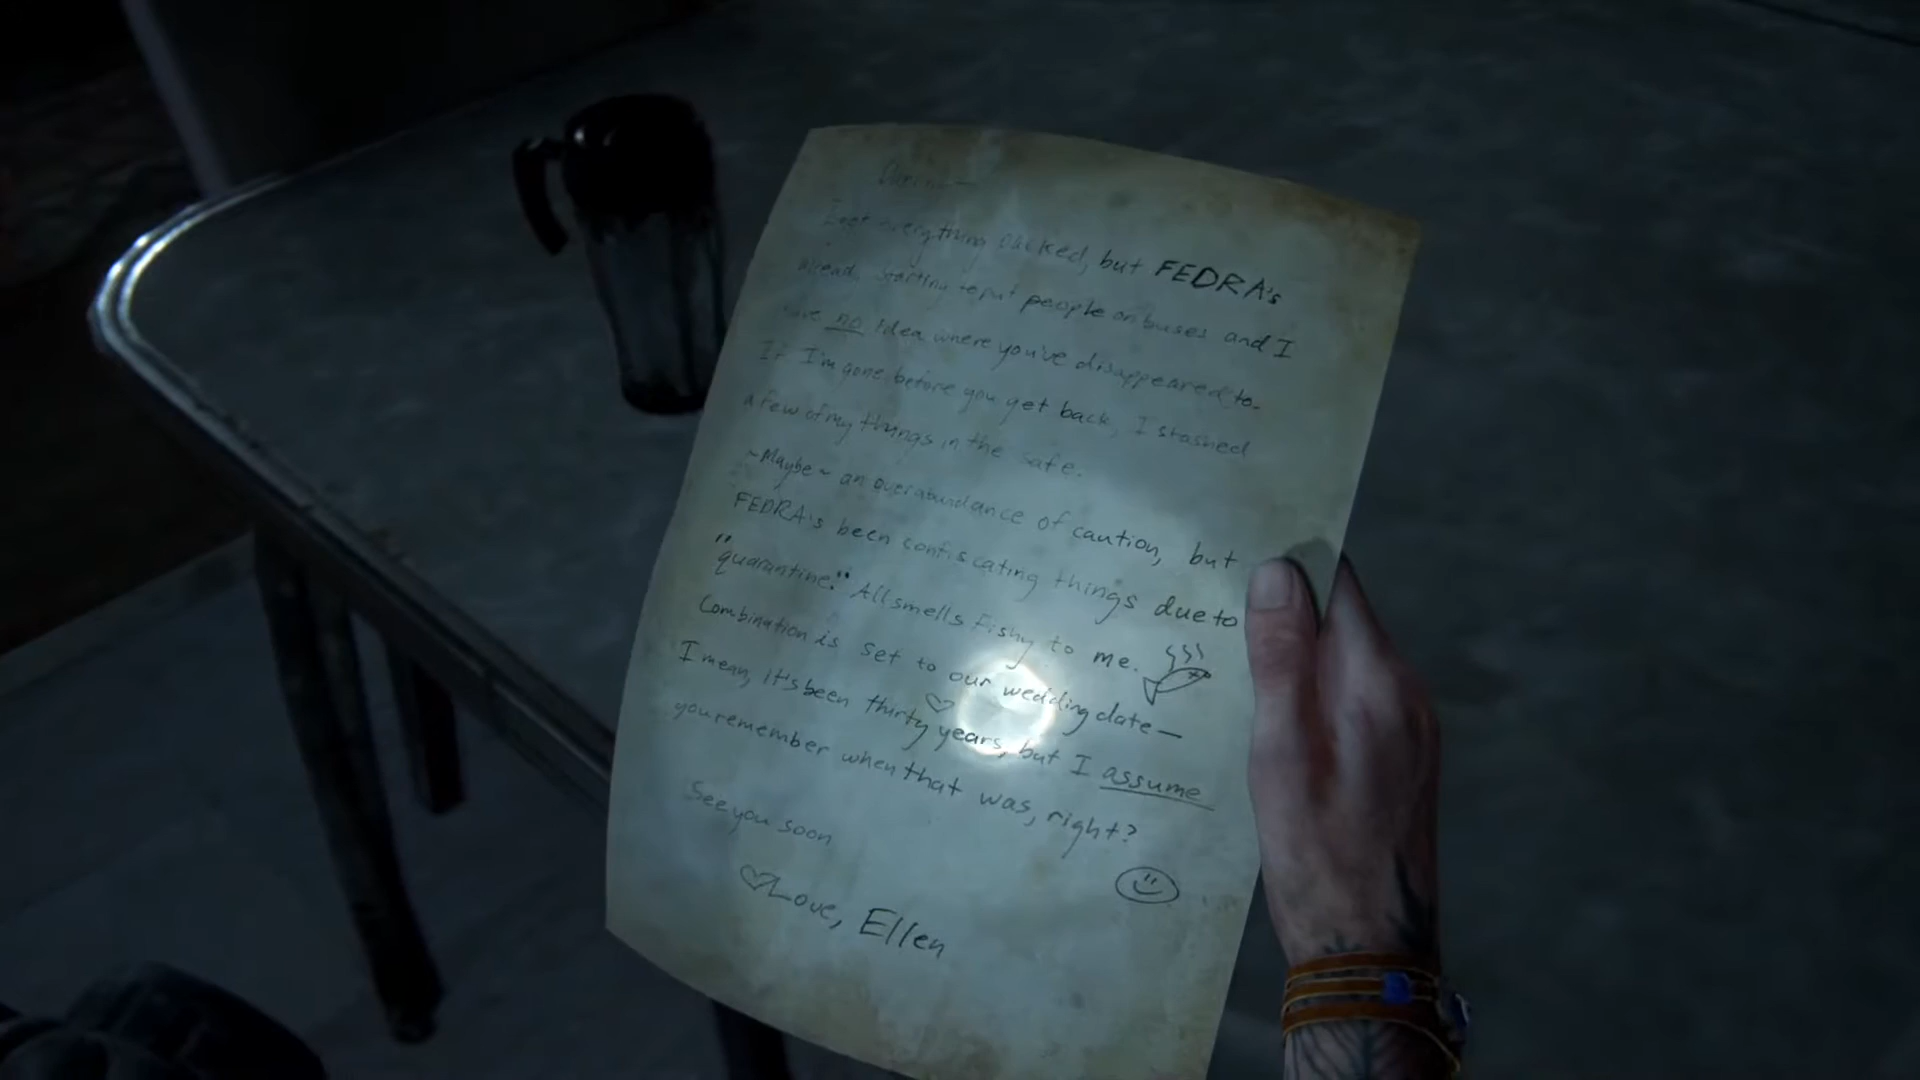 I got everything packed, but FEDRA's
already starting to put people on buses and I
have no idea where you've disappeared to.
If I'm gone before you get back, I stashed
a few of my things in the safe.
~Maybe~ an overabundance of caution, but
FEDRA's been confiscating things due to
"quarantine." All smells fishy to me.
Combination is set to our wedding date—
I mean, it's been thirty years, but I assume
you remember when that was, right?
See you soon
Love, Ellen